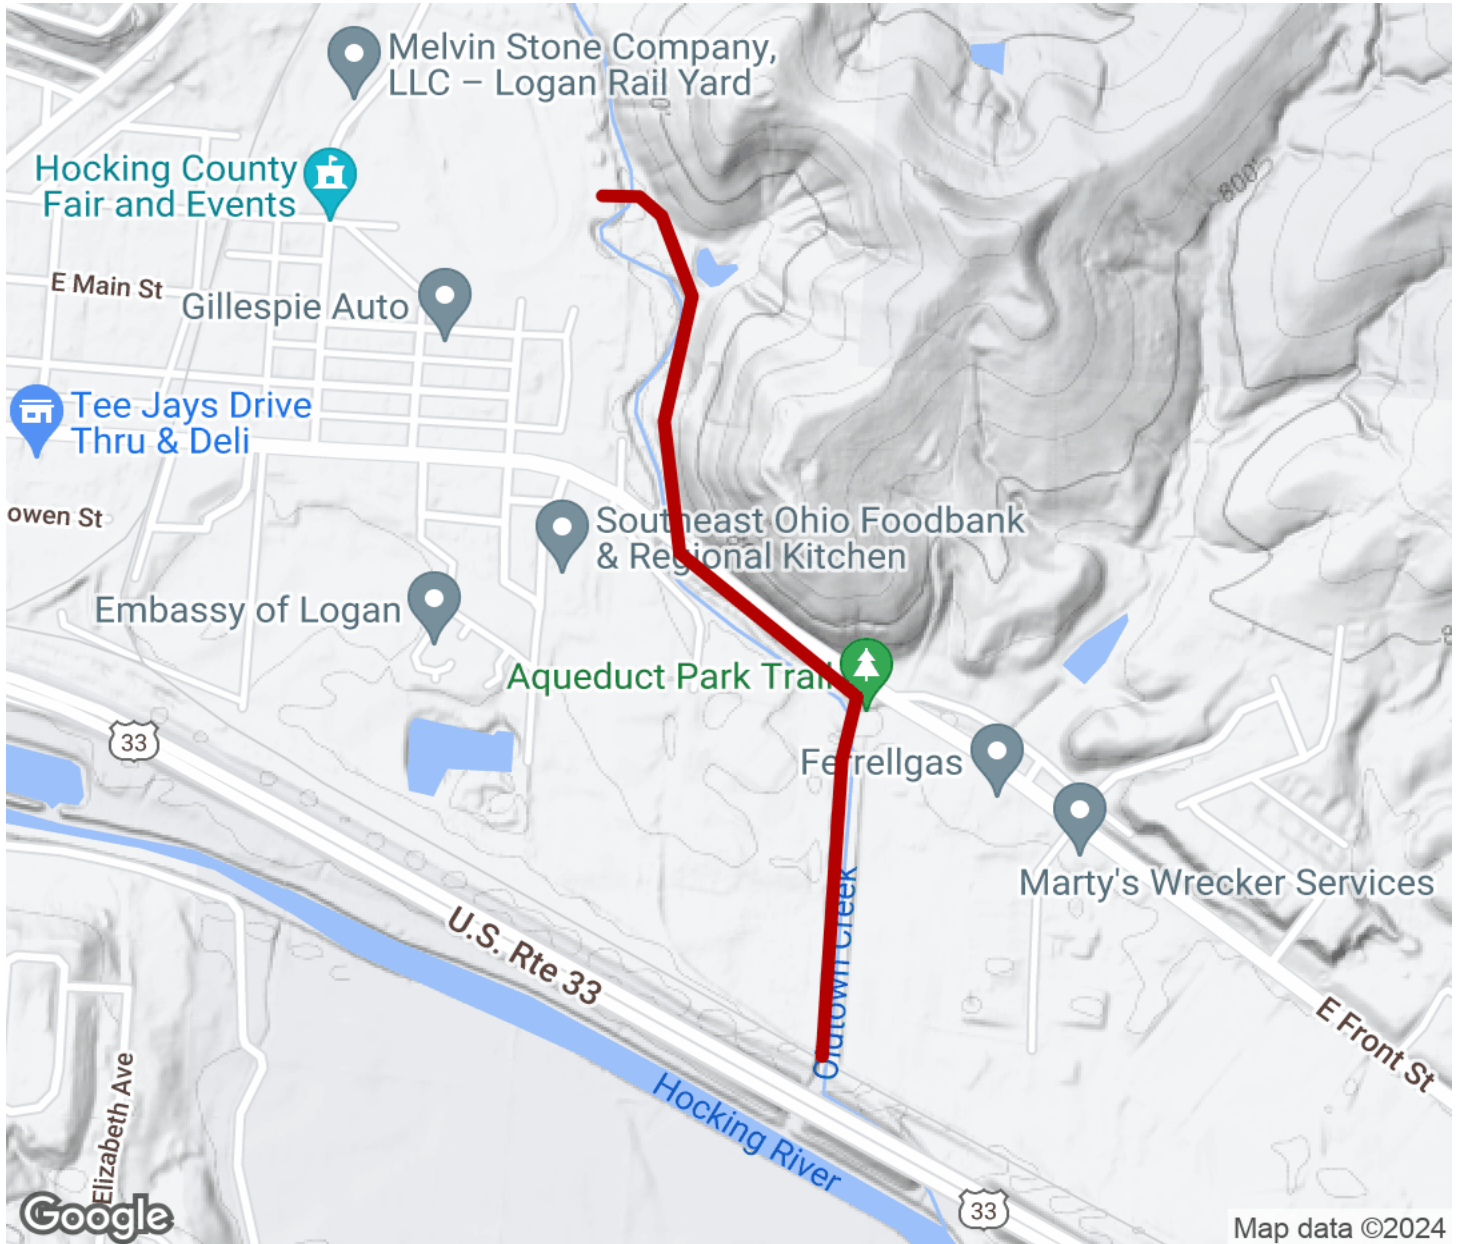 Melvin Stone Company,
LLC – Logan Rail Yard
Hocking County
Fair and Events
800'
E Main St
Gillespie Auto
Tee Jays Drive
Thru & Deli
owen St
Southeast Ohio Foodbank
& Regional Kitchen
Embassy of Logan
Aqueduct Park Trail
33
Ferrellgas
Marty's Wrecker Services
Oldtown Creek
U.S. Rte 33
E Front St
Hocking River
Elizabeth Ave
33
Google
Map data ©2024